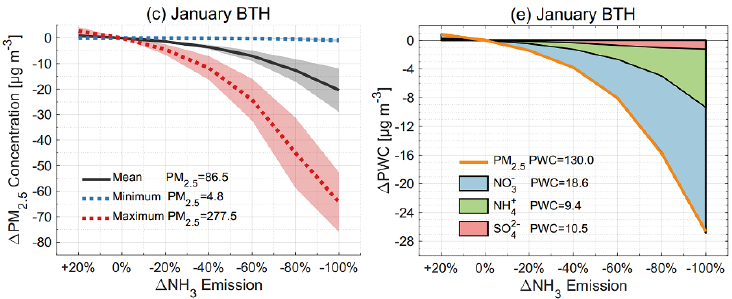 (c) January BTH
ΔPM2.5 Concentration [µg m-3]
0
-10
-20
-30
-40
-50
-60
-70
-80
Mean PM2.5=86.5
Minimum PM2.5=4.8
Maximum PM2.5=277.5
+20% 0% -20% -40% -60% -80% -100%
ΔNH3 Emission
(e) January BTH
ΔPWC [µg m-3]
0
-4
-8
-12
-16
-20
-24
-28
PM2.5 PWC=130.0
NO3- PWC=18.6
NH4+ PWC=9.4
SO42- PWC=10.5
+20% 0% -20% -40% -60% -80% -100%
ΔNH3 Emission